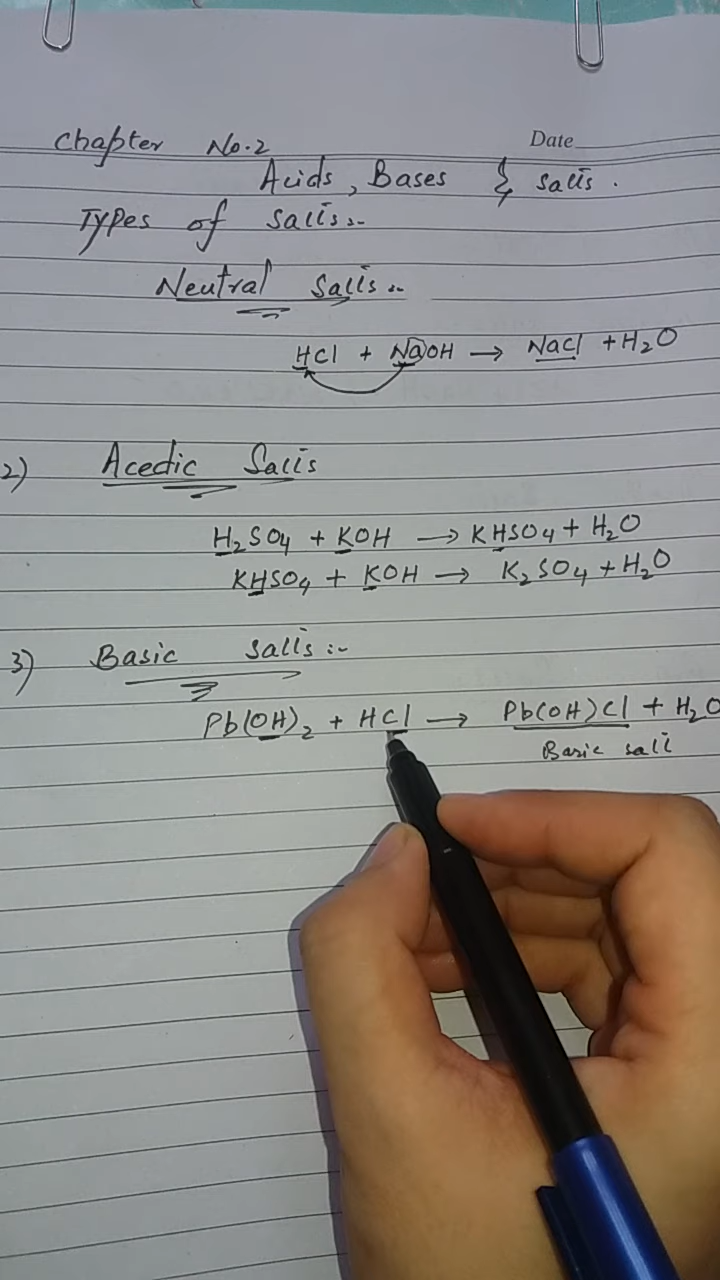 Chapter No.2
Date
Acids, Bases & Salts.
Types of Salts:-
Neutral Salts:-
HCl + NaOH → NaCl + H₂O
2) Acedic Salts
H₂SO₄ + KOH → KHSO₄ + H₂O
KHSO₄ + KOH → K₂SO₄ + H₂O
3) Basic Salts:-
Pb(OH)₂ + HCl → Pb(OH)Cl + H₂O
Basic salt